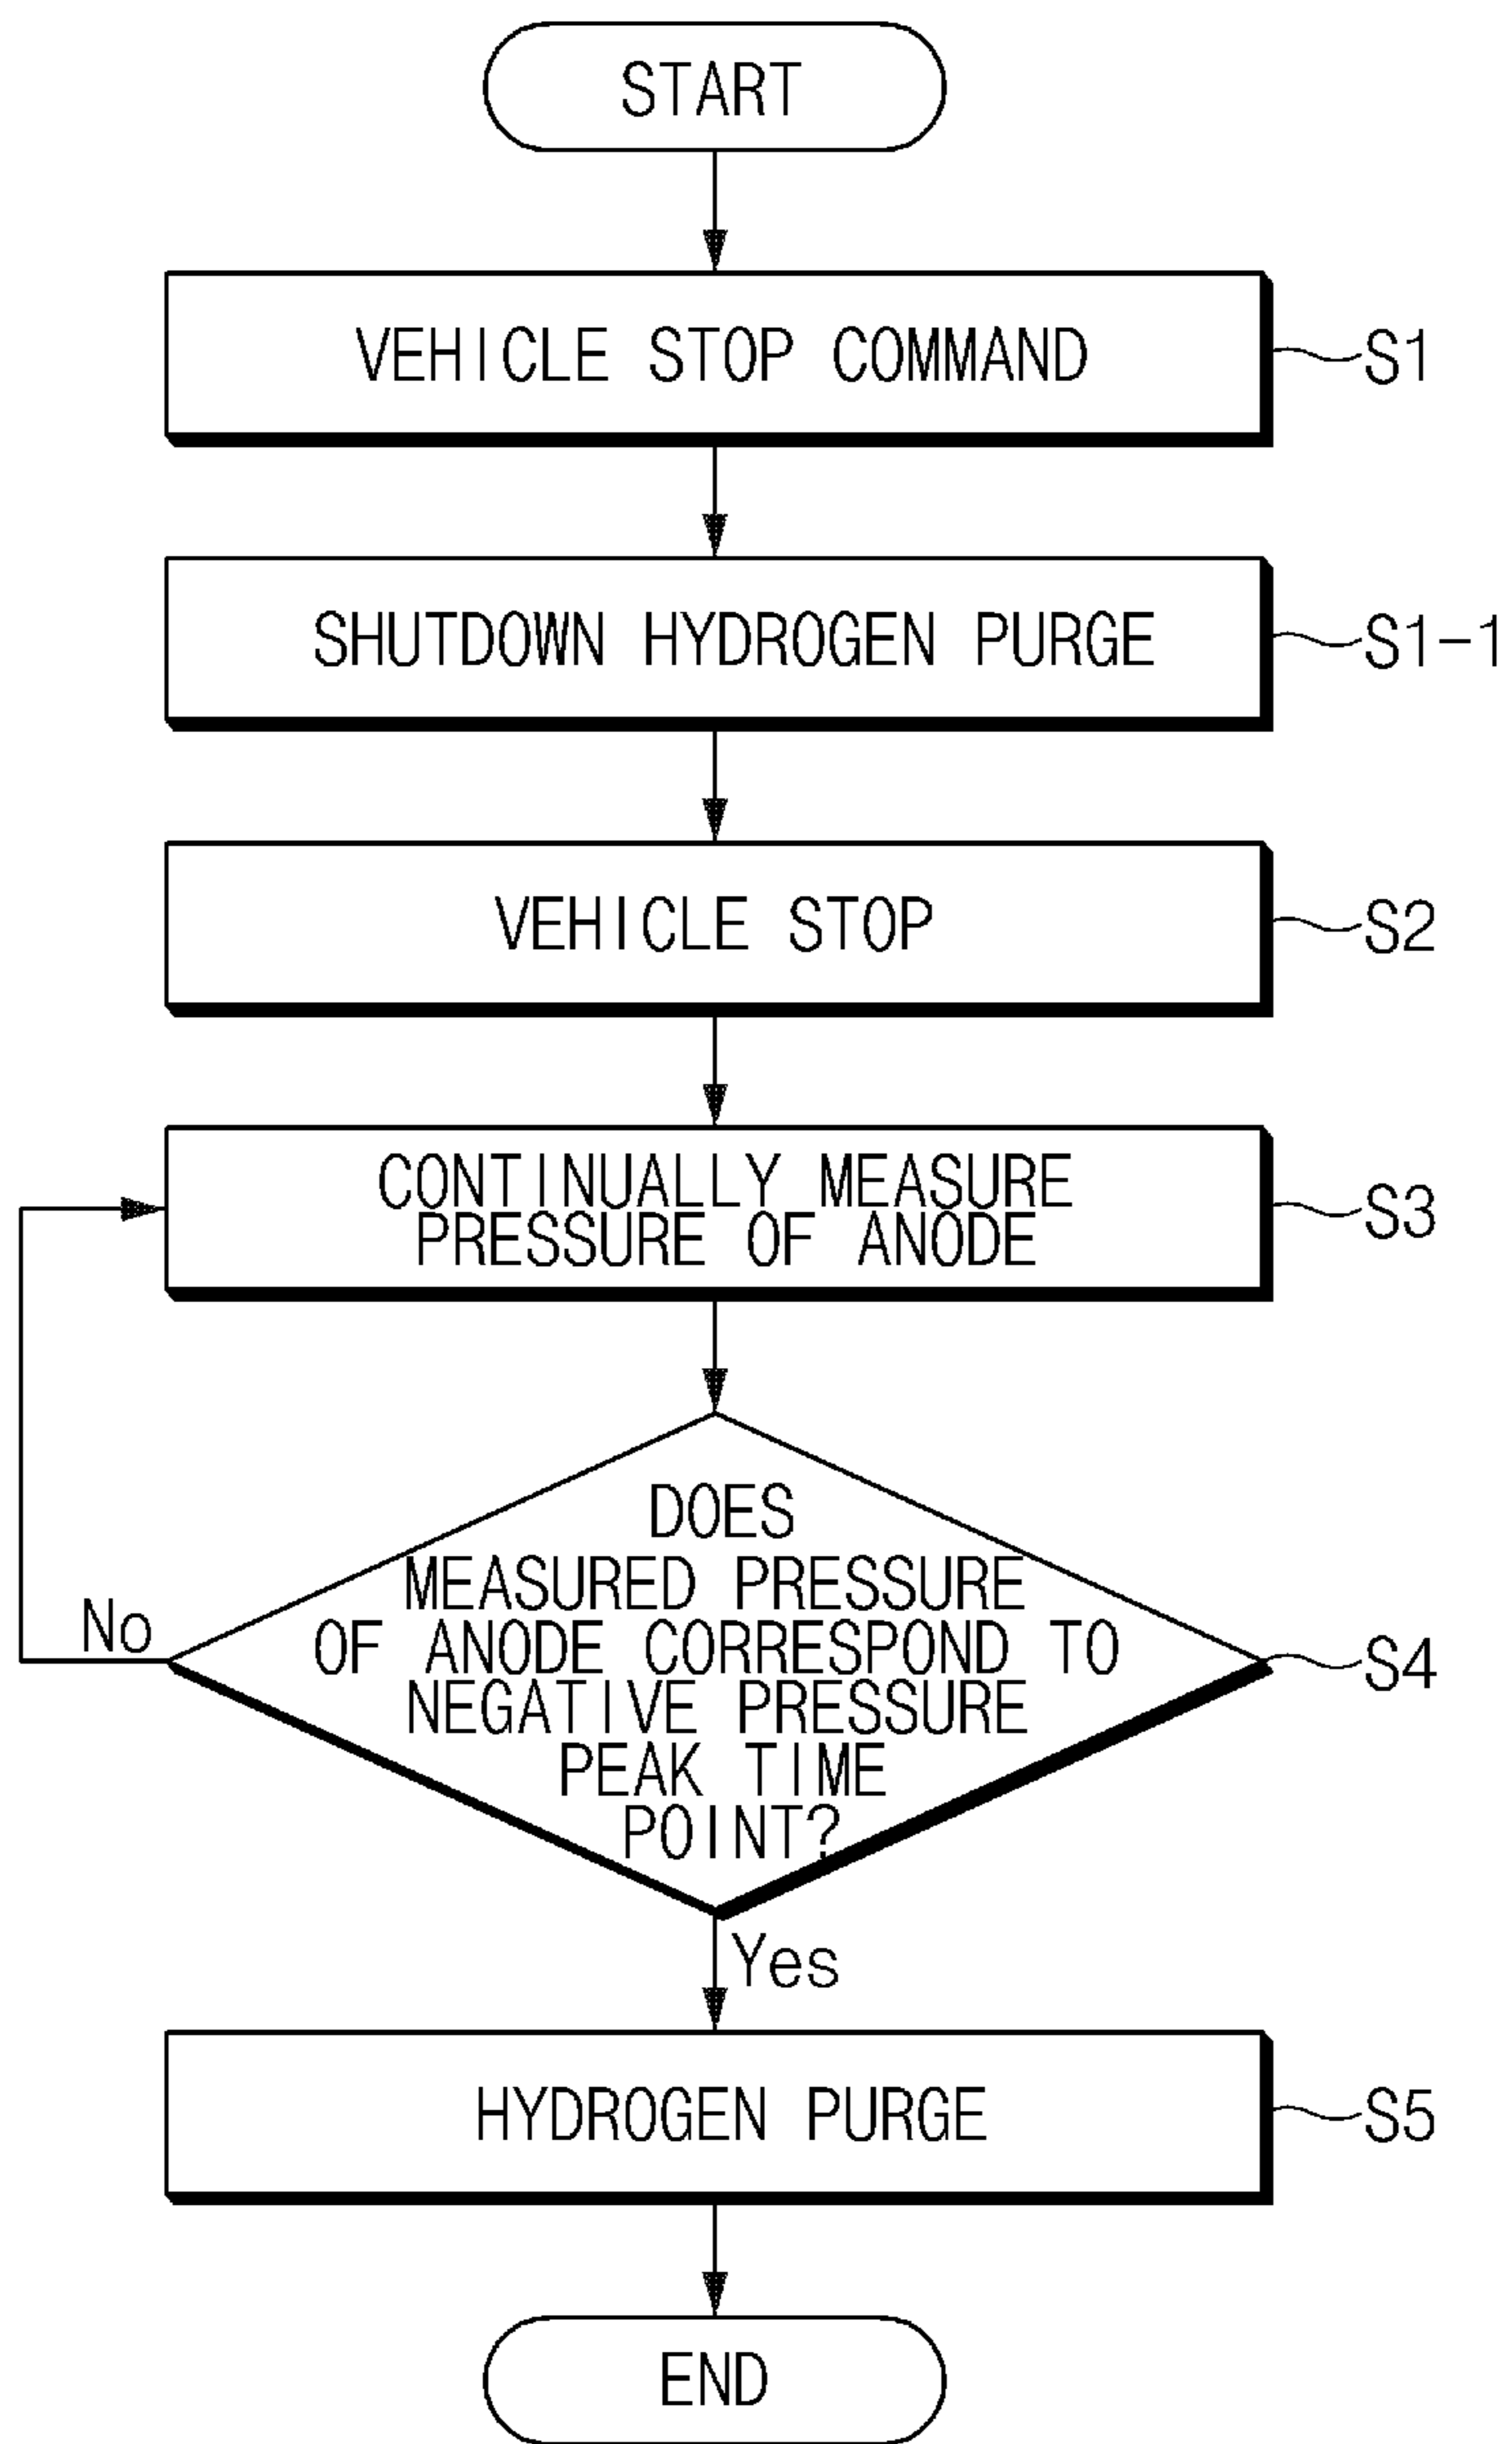 START
VEHICLE STOP COMMAND
S1
SHUTDOWN HYDROGEN PURGE
S1-1
VEHICLE STOP
S2
CONTINUALLY MEASURE
PRESSURE OF ANODE
S3
DOES
MEASURED PRESSURE
OF ANODE CORRESPOND TO
NEGATIVE PRESSURE
PEAK TIME
POINT?
No
S4
Yes
HYDROGEN PURGE
S5
END